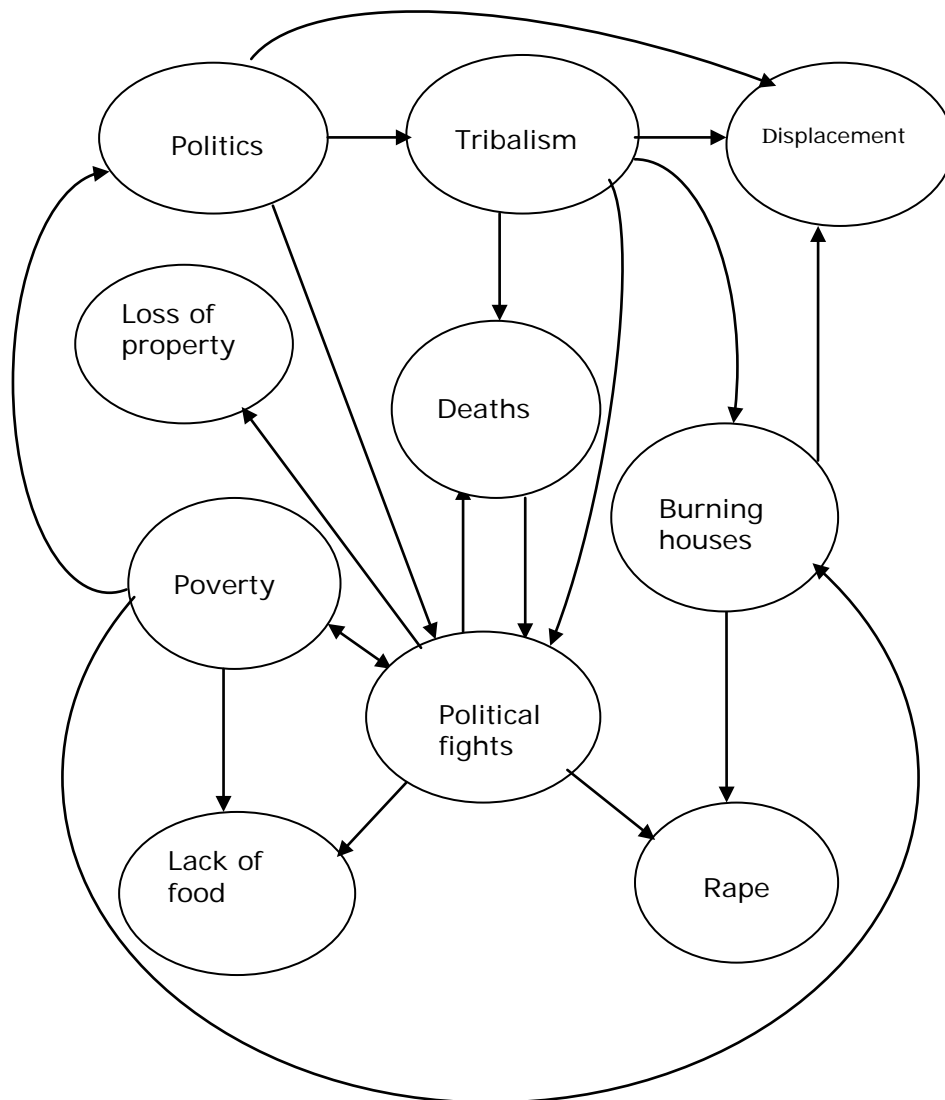 Politics
Tribalism
Displacement
Loss of
property
Deaths
Burning
houses
Poverty
Political
fights
Lack of
food
Rape